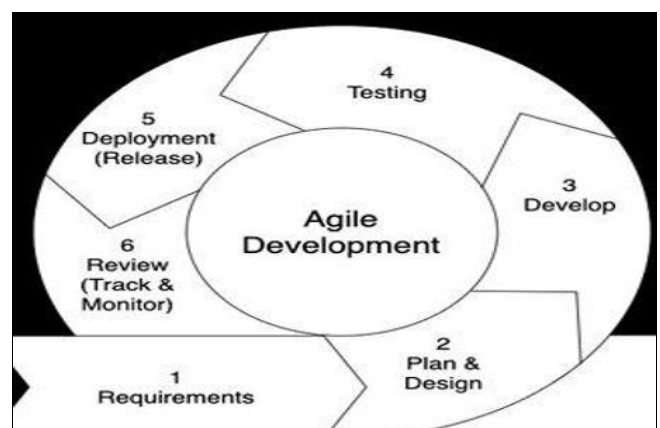 4
Testing
5
Deployment
(Release)
3
Develop
Agile
Development
6
Review
(Track &
Monitor)
2
Plan &
Design
1
Requirements